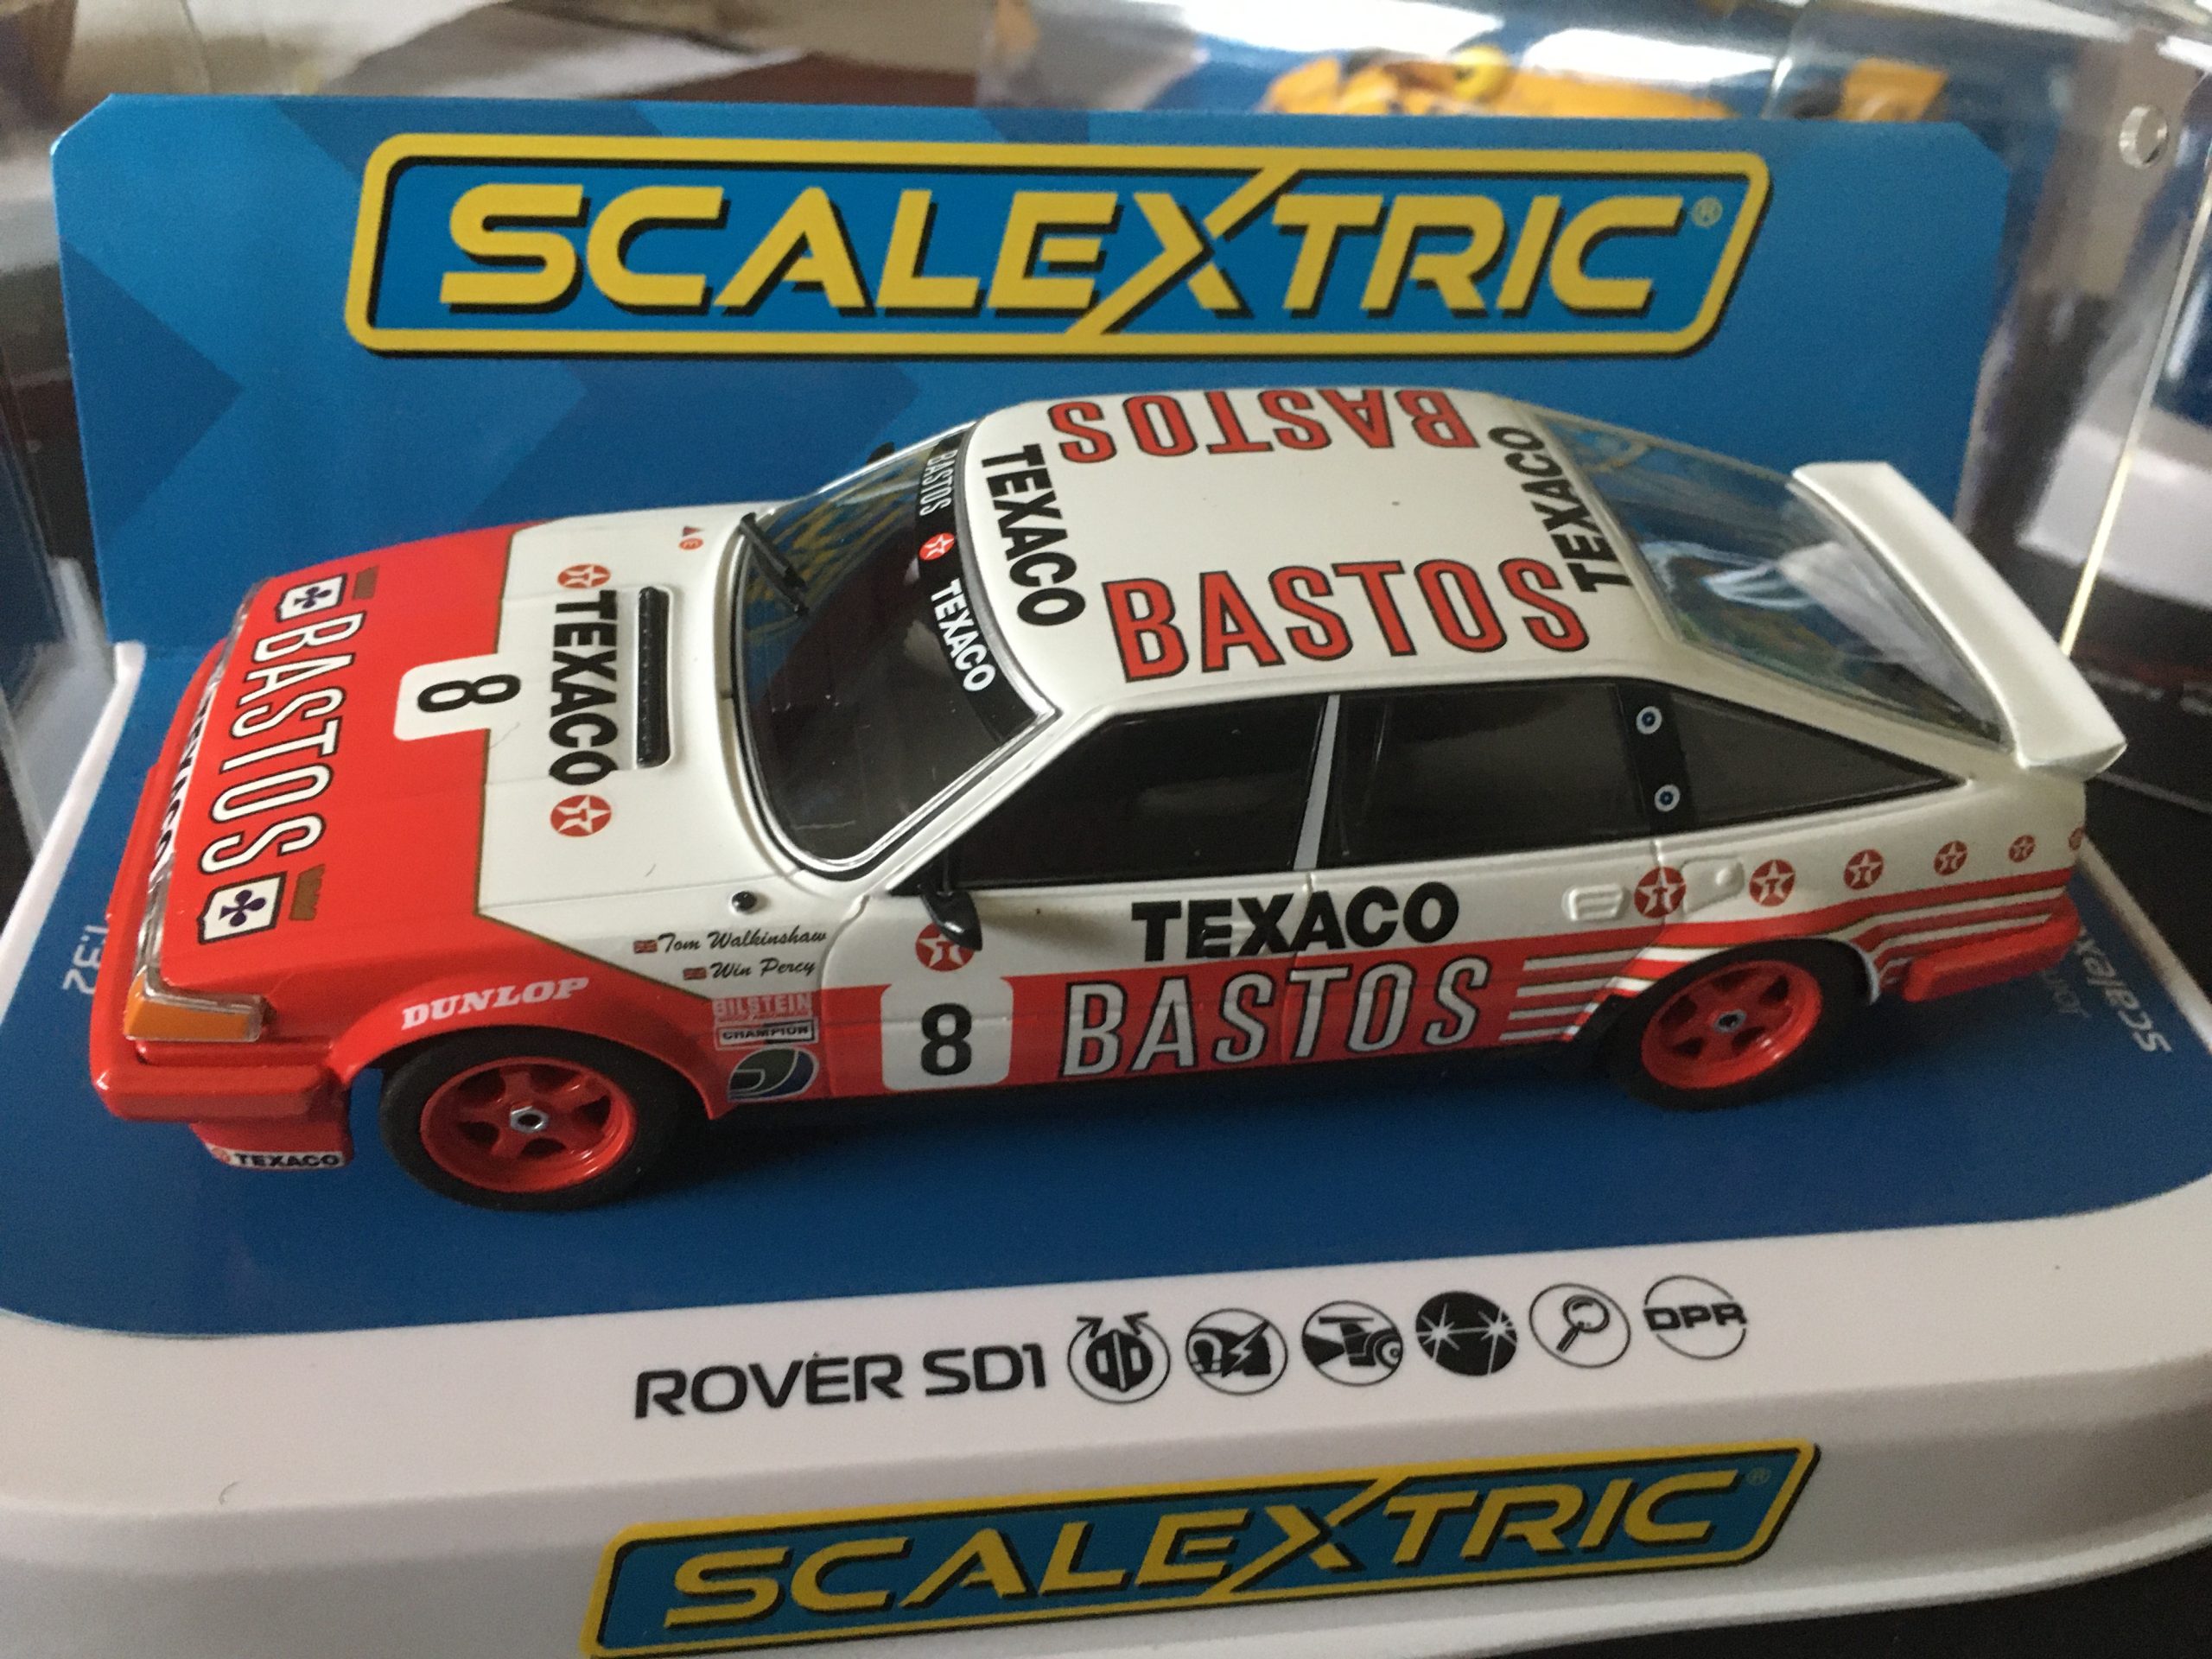 SCALEXTRIC®
BASTOS
TEXACO
TEXACO
BASTOS
BASTOS
TEXACO
BASTOS
8
TEXACO
TEXACO
Tom Walkinshaw
Win Percy
BILSTEIN
CHAMPION
DUNLOP
8
BASTOS
TEXACO
1:32
Scalex
ROVER SD1
DPR
SCALEXTRIC®